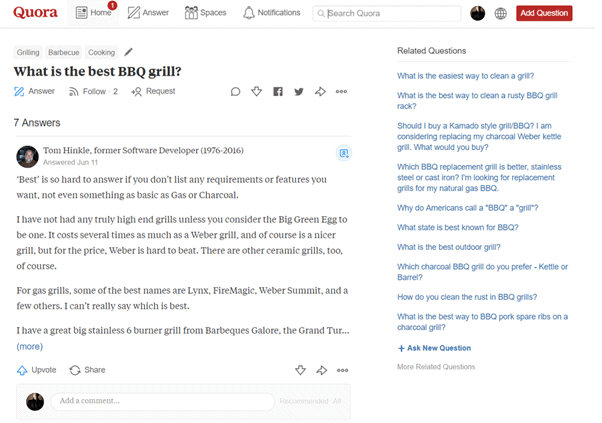 Quora Home 1 Answer Spaces Notifications Search Quora Add Question
Grilling Barbecue Cooking
What is the best BBQ grill?
Answer Follow · 2 Request
7 Answers
Tom Hinkle, former Software Developer (1976-2016)
Answered Jun 11
'Best' is so hard to answer if you don't list any requirements or features you
want, not even something as basic as Gas or Charcoal.
I have not had any truly high end grills unless you consider the Big Green Egg to
be one. It costs several times as much as a Weber grill, and of course is a nicer
grill, but for the price, Weber is hard to beat. There are other ceramic grills, too,
of course.
For gas grills, some of the best names are Lynx, FireMagic, Weber Summit, and a
few others. I can't really say which is best.
I have a great big stainless 6 burner grill from Barbeques Galore, the Grand Tur...
(more)
Upvote Share
Add a comment...
Recommended All
Related Questions
What is the easiest way to clean a grill?
What is the best way to clean a rusty BBQ grill
rack?
Should I buy a Kamado style grill/BBQ? I am
considering replacing my charcoal Weber kettle
grill. What would you buy?
Which BBQ replacement grill is better, stainless
steel or cast iron? I'm looking for replacement
grills for my natural gas BBQ.
Why do Americans call a "BBQ" a "grill"?
What state is best known for BBQ?
What is the best outdoor grill?
Which charcoal BBQ grill do you prefer - Kettle or
Barrel?
How do you clean the rust in BBQ grills?
What is the best way to BBQ pork spare ribs on a
charcoal grill?
+ Ask New Question
More Related Questions